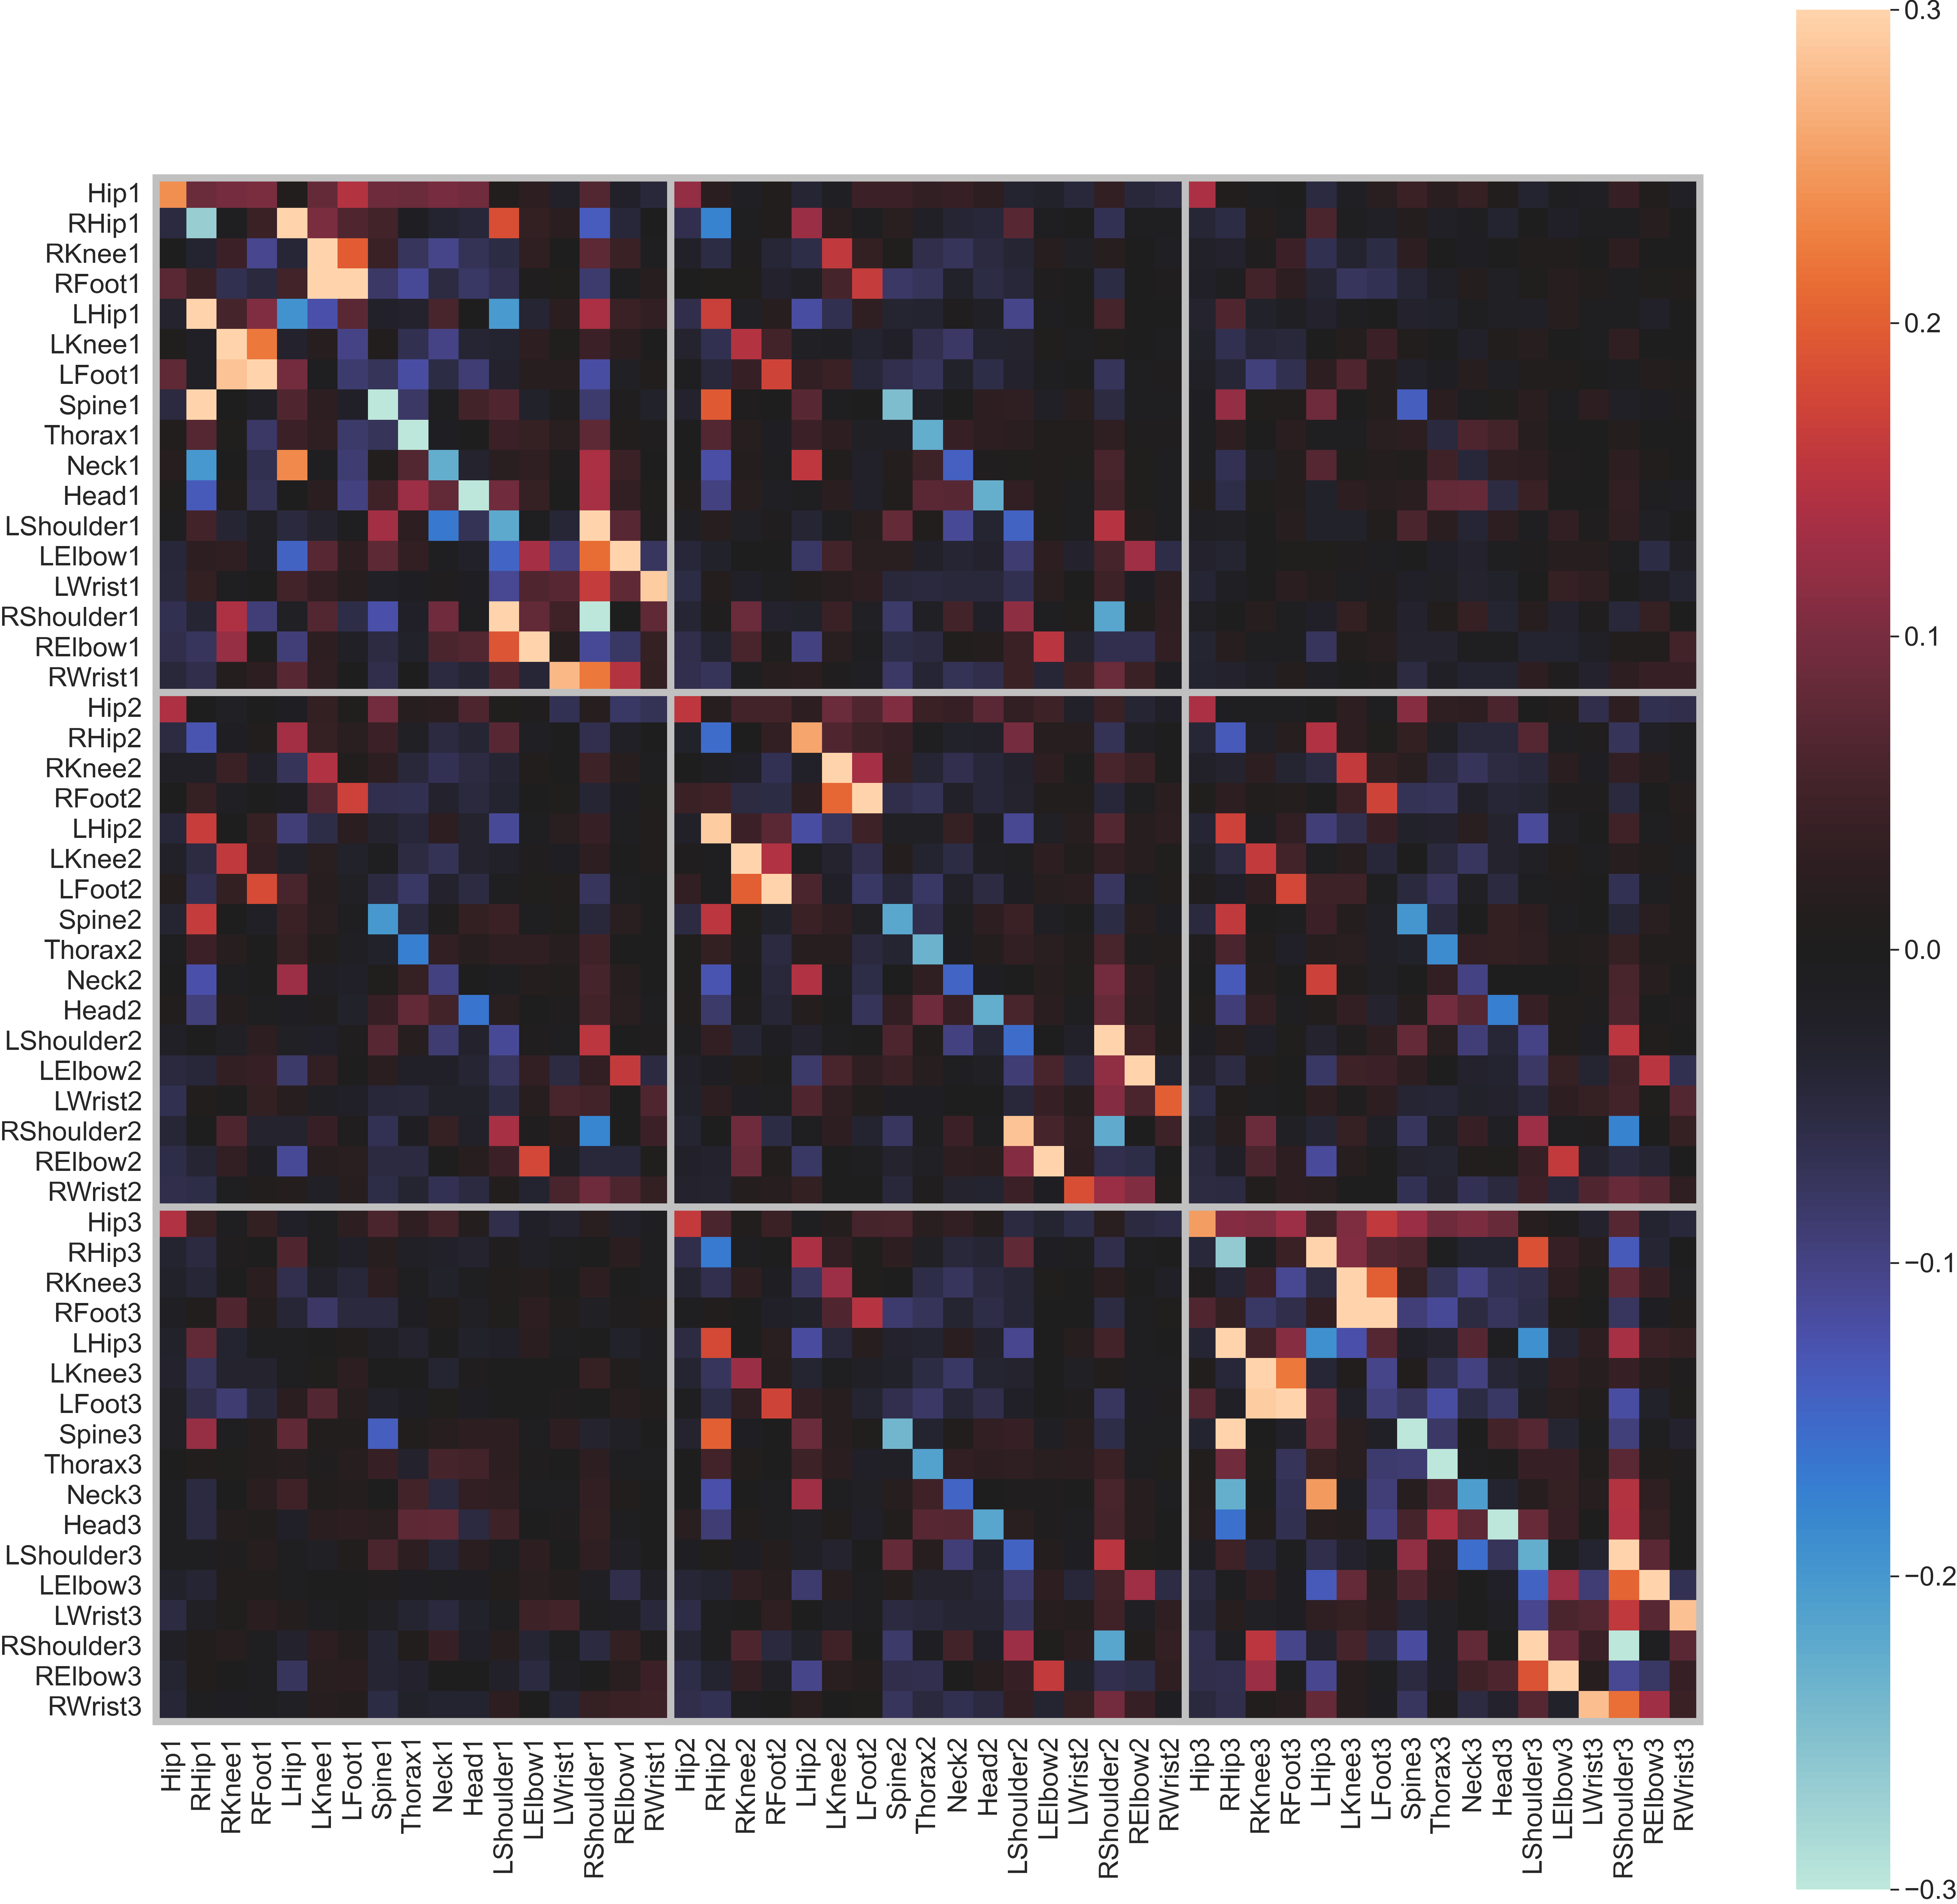 Hip1
RHip1
RKnee1
RFoot1
LHip1
LKnee1
LFoot1
Spine1
Thorax1
Neck1
Head1
LShoulder1
LElbow1
LWrist1
RShoulder1
RElbow1
RWrist1
Hip2
RHip2
RKnee2
RFoot2
LHip2
LKnee2
LFoot2
Spine2
Thorax2
Neck2
Head2
LShoulder2
LElbow2
LWrist2
RShoulder2
RElbow2
RWrist2
Hip3
RHip3
RKnee3
RFoot3
LHip3
LKnee3
LFoot3
Spine3
Thorax3
Neck3
Head3
LShoulder3
LElbow3
LWrist3
RShoulder3
RElbow3
RWrist3
Hip1
RHip1
RKnee1
RFoot1
LHip1
LKnee1
LFoot1
Spine1
Thorax1
Neck1
Head1
LShoulder1
LElbow1
LWrist1
RShoulder1
RElbow1
RWrist1
Hip2
RHip2
RKnee2
RFoot2
LHip2
LKnee2
LFoot2
Spine2
Thorax2
Neck2
Head2
LShoulder2
LElbow2
LWrist2
RShoulder2
RElbow2
RWrist2
Hip3
RHip3
RKnee3
RFoot3
LHip3
LKnee3
LFoot3
Spine3
Thorax3
Neck3
Head3
LShoulder3
LElbow3
LWrist3
RShoulder3
RElbow3
RWrist3
0.3
0.2
0.1
0.0
−0.1
−0.2
−0.3